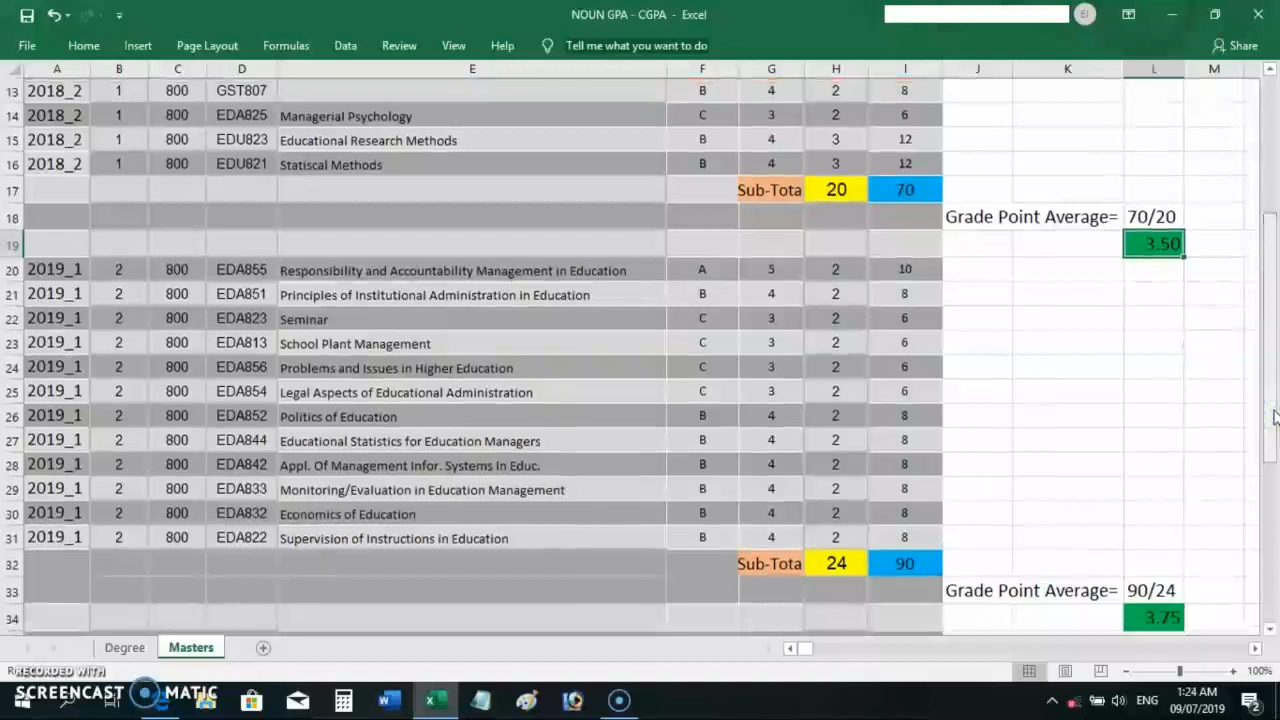 NOUN GPA - CGPA - Excel
File Home Insert Page Layout Formulas Data Review View Help Tell me what you want to do Share
A B C D E F G H I J K L M
13 2018_2 1 800 GST807 B 4 2 8
14 2018_2 1 800 EDA825 Managerial Psychology C 3 2 6
15 2018_2 1 800 EDU823 Educational Research Methods B 4 3 12
16 2018_2 1 800 EDU821 Statiscal Methods B 4 3 12
17 Sub-Tota 20 70
18 Grade Point Average= 70/20
19 3.50
20 2019_1 2 800 EDA855 Responsibility and Accountability Management in Education A 5 2 10
21 2019_1 2 800 EDA851 Principles of Institutional Administration in Education B 4 2 8
22 2019_1 2 800 EDA823 Seminar C 3 2 6
23 2019_1 2 800 EDA813 School Plant Management C 3 2 6
24 2019_1 2 800 EDA856 Problems and Issues in Higher Education C 3 2 6
25 2019_1 2 800 EDA854 Legal Aspects of Educational Administration C 3 2 6
26 2019_1 2 800 EDA852 Politics of Education B 4 2 8
27 2019_1 2 800 EDA844 Educational Statistics for Education Managers B 4 2 8
28 2019_1 2 800 EDA842 Appl. Of Management Infor. Systems In Educ. B 4 2 8
29 2019_1 2 800 EDA833 Monitoring/Evaluation in Education Management B 4 2 8
30 2019_1 2 800 EDA832 Economics of Education B 4 2 8
31 2019_1 2 800 EDA822 Supervision of Instructions in Education B 4 2 8
32 Sub-Tota 24 90
33 Grade Point Average= 90/24
34 3.75
Degree Masters
100%
RECORDED WITH
SCREENCAST MATIC
ENG
1:24 AM
09/07/2019
2